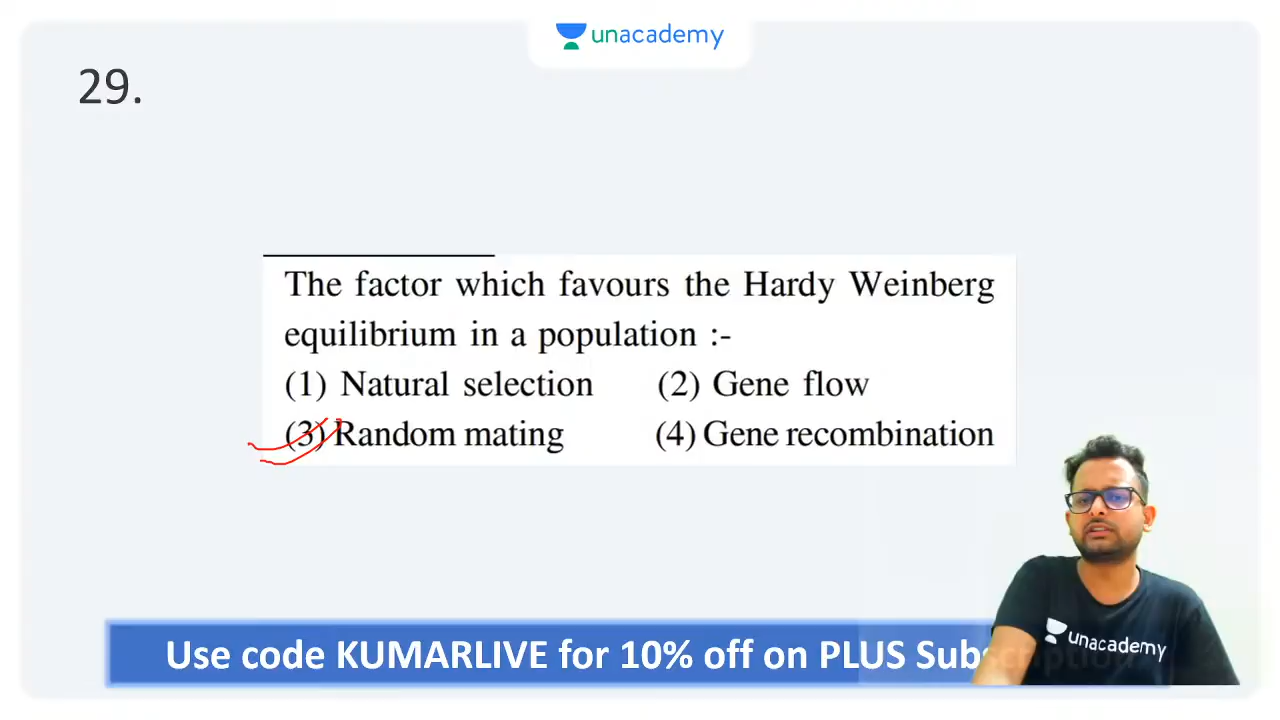 unacademy
29.
The factor which favours the Hardy Weinberg
equilibrium in a population :-
(1) Natural selection (2) Gene flow
(3) Random mating (4) Gene recombination
unacademy
Use code KUMARLIVE for 10% off on PLUS Subscription